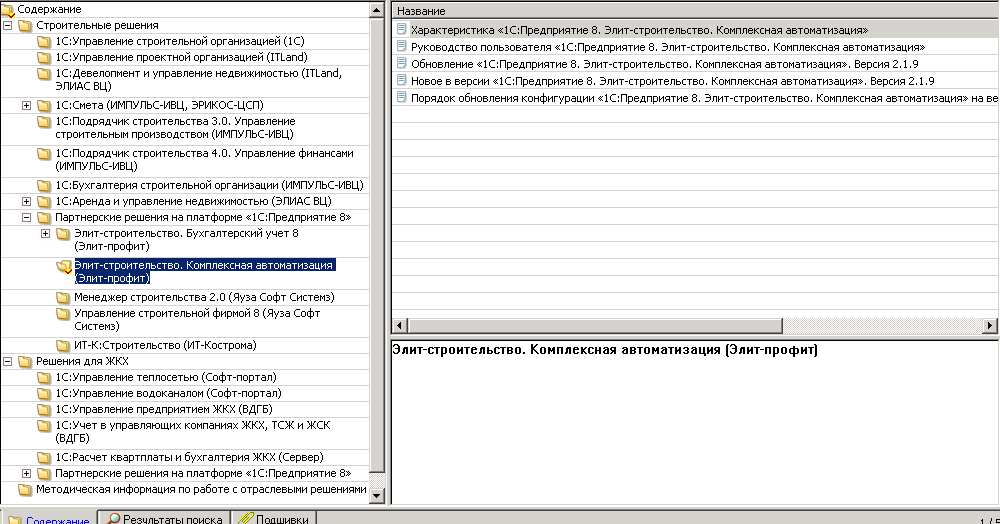 Содержание
Строительные решения
1С:Управление строительной организацией (1С)
1С:Управление проектной организацией (ITLand)
1С:Девелопмент и управление недвижимостью (ITLand,
ЭЛИАС ВЦ)
1С:Смета (ИМПУЛЬС-ИВЦ, ЭРИКОС-ЦСП)
1С:Подрядчик строительства 3.0. Управление
строительным производством (ИМПУЛЬС-ИВЦ)
1С:Подрядчик строительства 4.0. Управление финансами
(ИМПУЛЬС-ИВЦ)
1С:Бухгалтерия строительной организации (ИМПУЛЬС-ИВЦ)
1С:Аренда и управление недвижимостью (ЭЛИАС ВЦ)
Партнерские решения на платформе «1С:Предприятие 8»
Элит-строительство. Бухгалтерский учет 8
(Элит-профит)
Элит-строительство. Комплексная автоматизация
(Элит-профит)
Менеджер строительства 2.0 (Яуза Софт Системз)
Управление строительной фирмой 8 (Яуза Софт
Системз)
ИТ-К:Строительство (ИТ-Кострома)
Решения для ЖКХ
1С:Управление теплосетью (Софт-портал)
1С:Управление водоканалом (Софт-портал)
1С:Управление предприятием ЖКХ (ВДГБ)
1С:Учет в управляющих компаниях ЖКХ, ТСЖ и ЖСК
(ВДГБ)
1С:Расчет квартплаты и бухгалтерия ЖКХ (Сервер)
Партнерские решения на платформе «1С:Предприятие 8»
Методическая информация по работе с отраслевыми решениями
Название
Характеристика «1С:Предприятие 8. Элит-строительство. Комплексная автоматизация»
Руководство пользователя «1С:Предприятие 8. Элит-строительство. Комплексная автоматизация»
Обновление «1С:Предприятие 8. Элит-строительство. Комплексная автоматизация». Версия 2.1.9
Новое в версии «1С:Предприятие 8. Элит-строительство. Комплексная автоматизация». Версия 2.1.9
Порядок обновления конфигурации «1С:Предприятие 8. Элит-строительство. Комплексная автоматизация» на ве
Элит-строительство. Комплексная автоматизация (Элит-профит)
Содержание Результаты поиска Подшивки